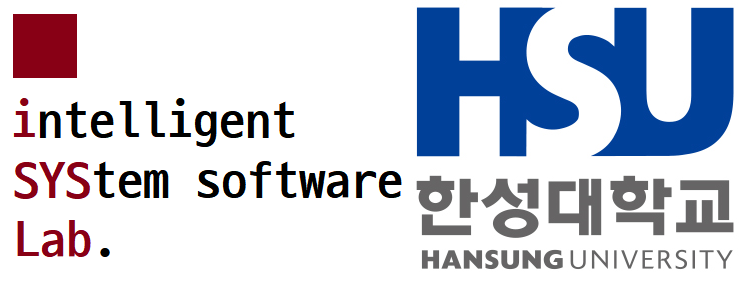 intelligent
SYStem software
Lab.
HSU
한성대학교
HANSUNG UNIVERSITY